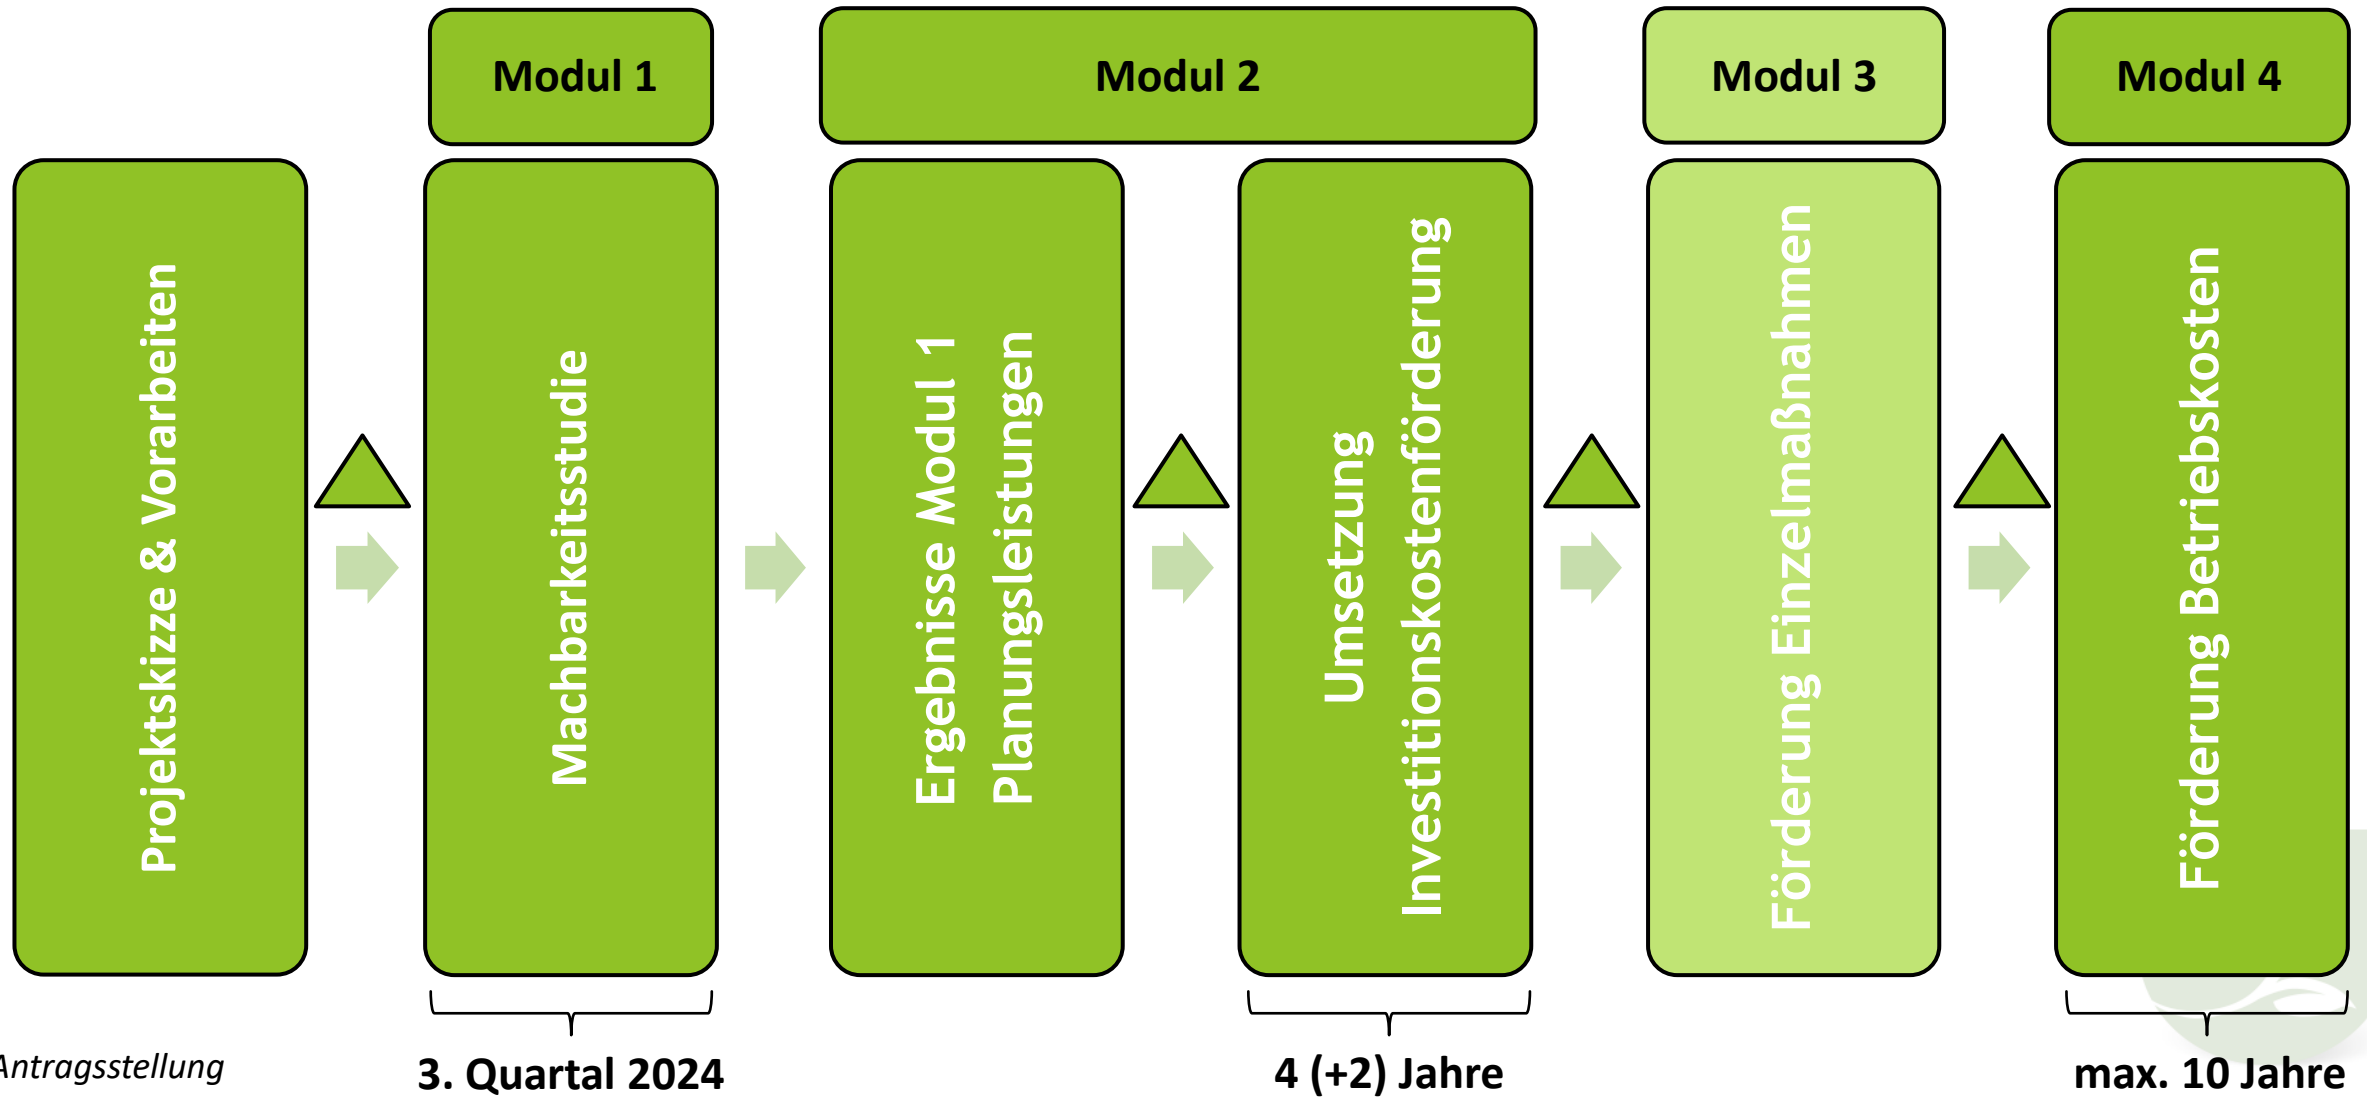 Modul 1
Modul 2
Modul 3
Modul 4
Projektskizze & Vorarbeiten
Machbarkeitsstudie
Ergebnisse Modul 1
Planungsleistungen
Umsetzung
Investitionskostenförderung
Förderung Einzelmaßnahmen
Förderung Betriebskosten
Antragsstellung
3. Quartal 2024
4 (+2) Jahre
max. 10 Jahre